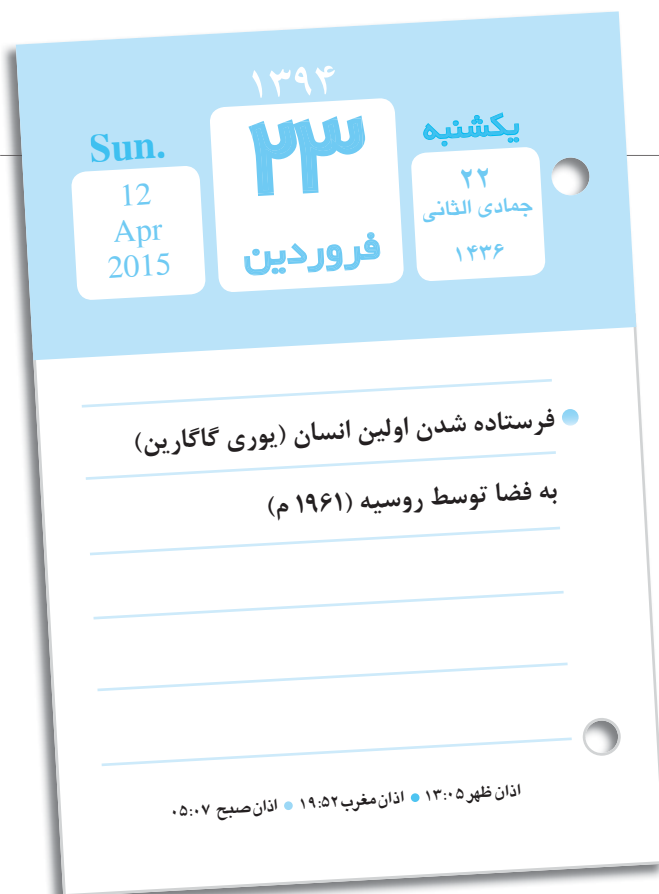 ۱۳۹۴
یکشنبه
۲۲
جمادی الثانی
۱۴۳۶
۲۳
فروردین
Sun.
12
Apr
2015
فرستاده شدن اولین انسان (یوری گاگارین)
به فضا توسط روسیه (۱۹۶۱ م)
اذان ظهر ۱۳:۰۵ ● اذان مغرب ۱۹:۵۲ ● اذان صبح ۰۵:۰۷